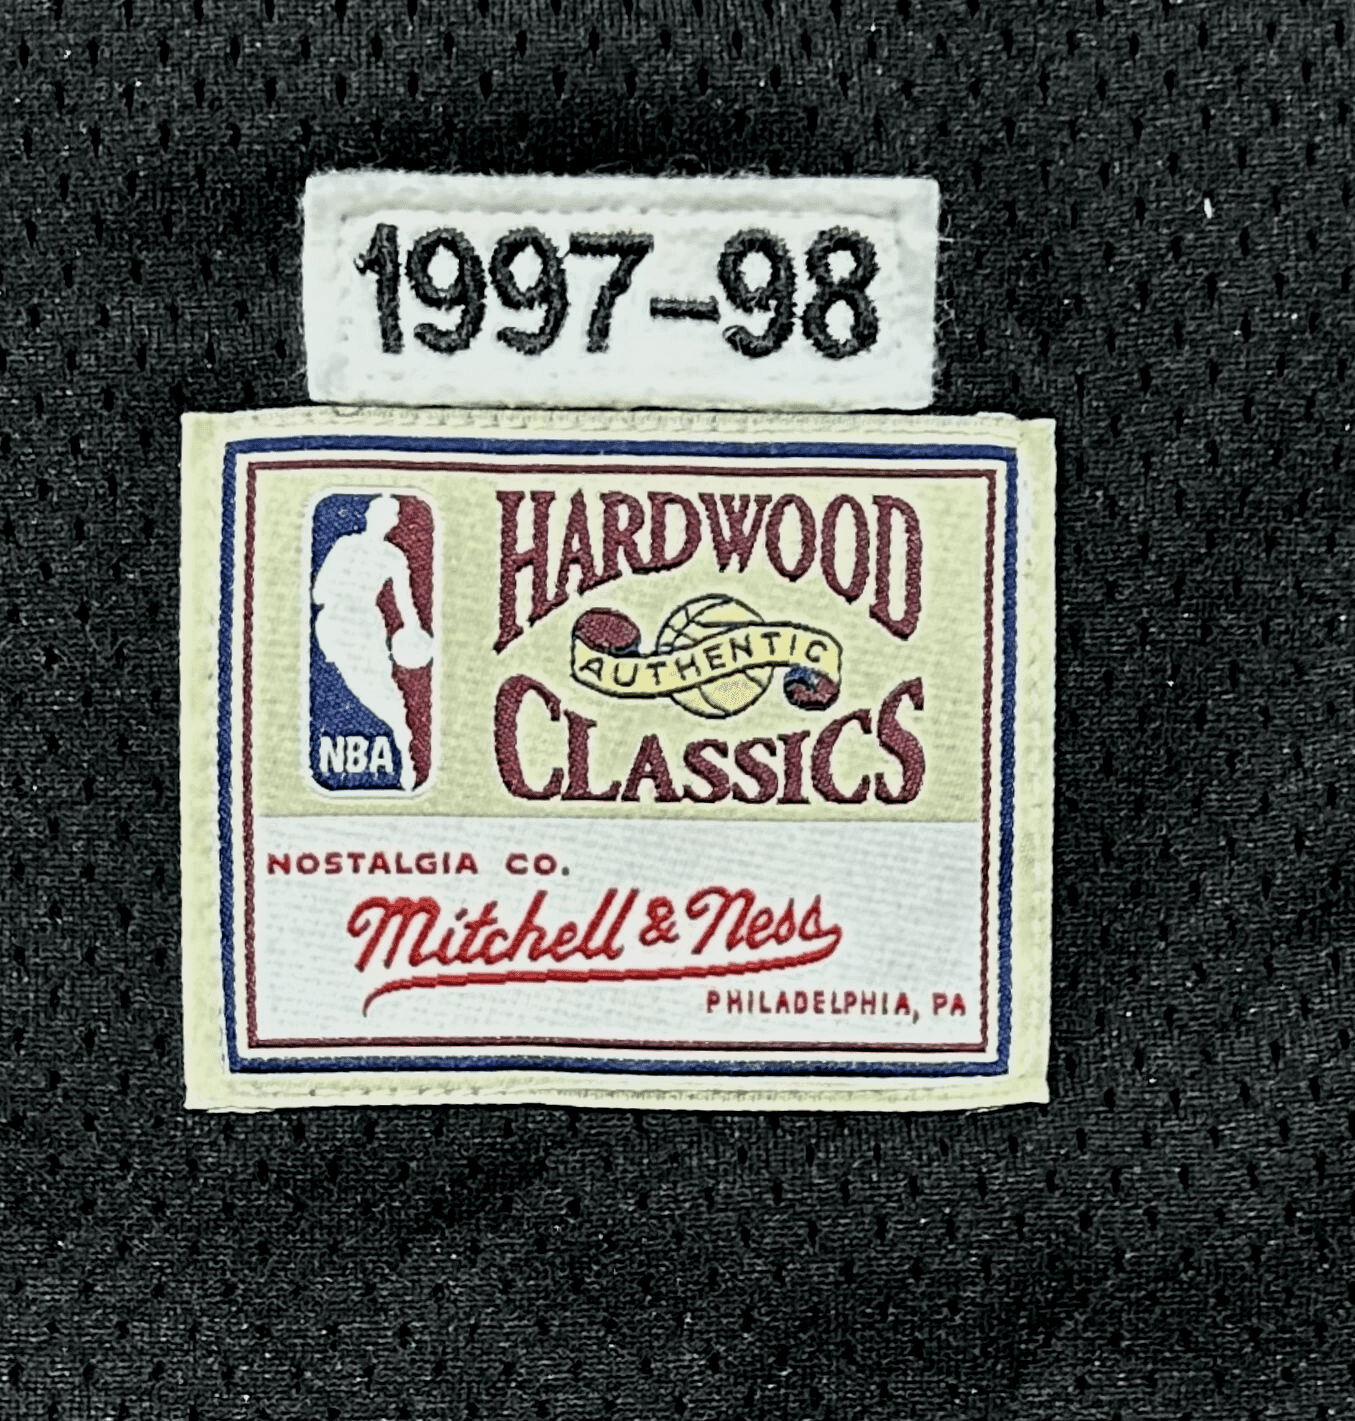 1997-98
HARDWOOD
AUTHENTIC
CLASSICS
NBA
NOSTALGIA CO.
Mitchell & Ness
PHILADELPHIA, PA